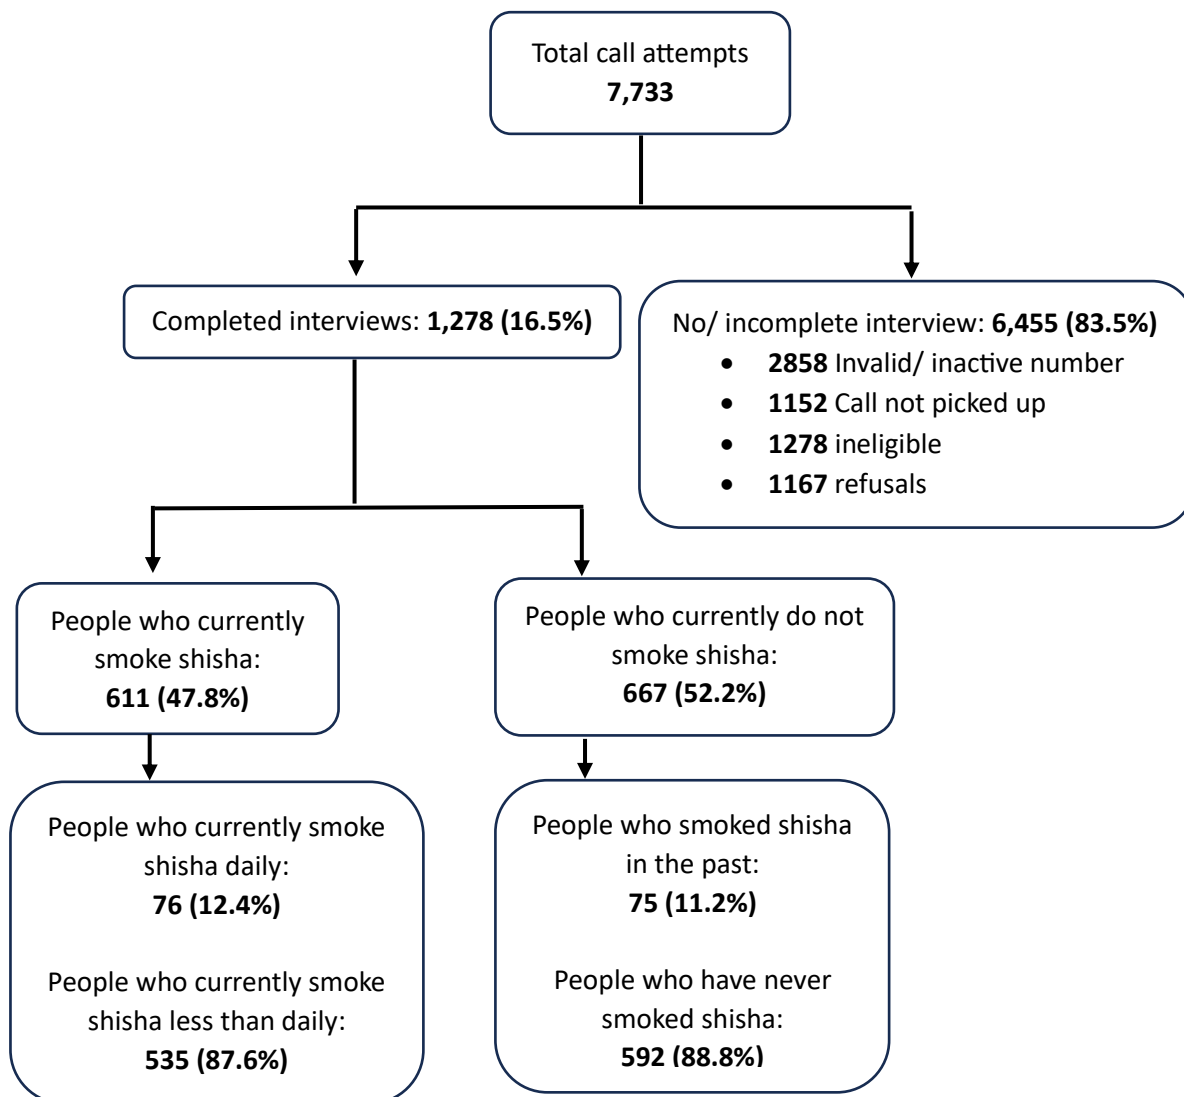 Total call attempts
7,733
Completed interviews: 1,278 (16.5%)
No/ incomplete interview: 6,455 (83.5%)
• 2858 Invalid/ inactive number
• 1152 Call not picked up
• 1278 ineligible
• 1167 refusals
People who currently
smoke shisha:
611 (47.8%)
People who currently do not
smoke shisha:
667 (52.2%)
People who currently smoke
shisha daily:
76 (12.4%)
People who currently smoke
shisha less than daily:
535 (87.6%)
People who smoked shisha
in the past:
75 (11.2%)
People who have never
smoked shisha:
592 (88.8%)